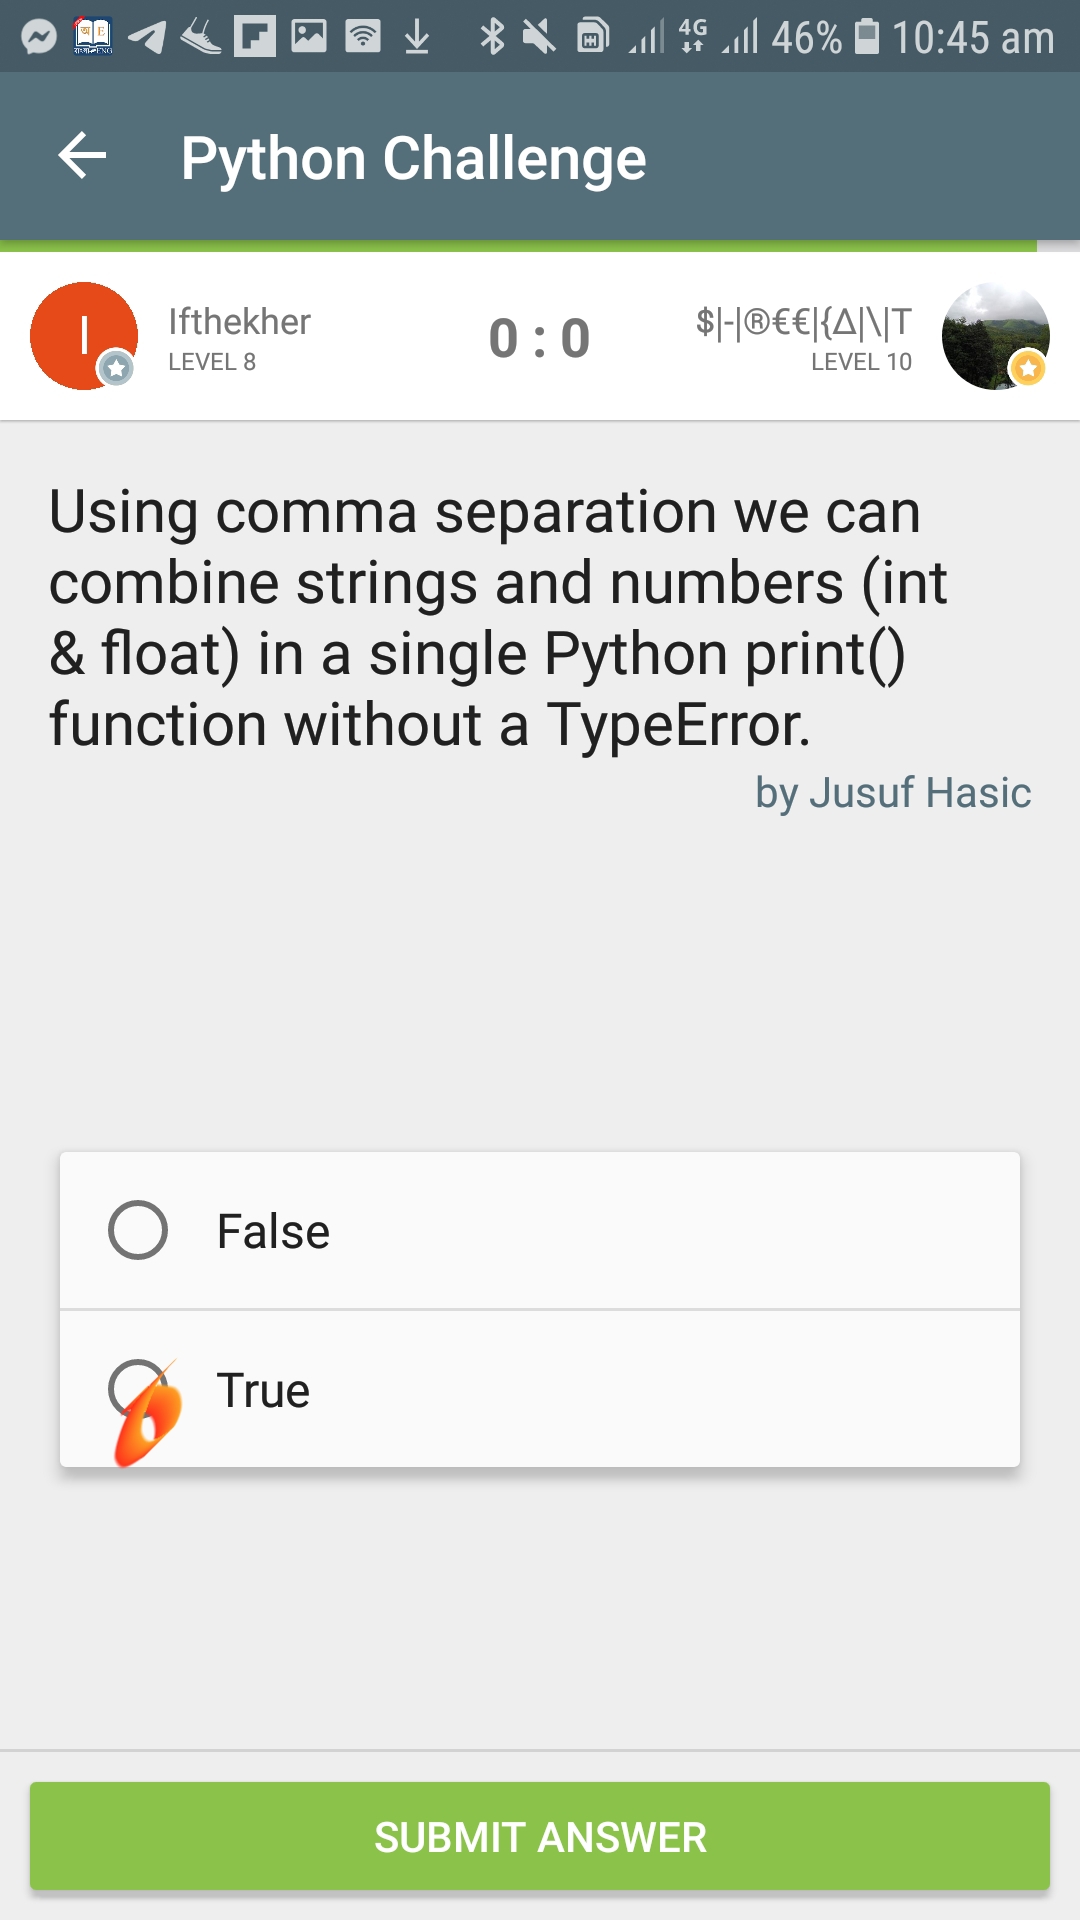 4G 46% 10:45 am
Python Challenge
I
Ifthekher
LEVEL 8
0 : 0
$|-|®€€|{Δ|\|T
LEVEL 10
Using comma separation we can
combine strings and numbers (int
& float) in a single Python print()
function without a TypeError.
by Jusuf Hasic
False
True
SUBMIT ANSWER